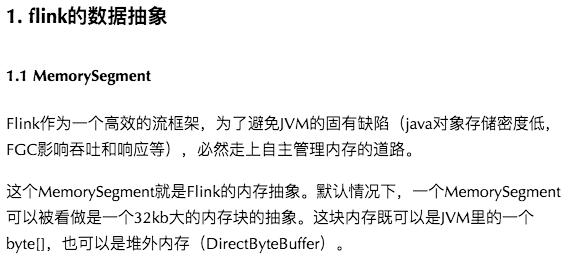 1. flink的数据抽象
1.1 MemorySegment
Flink作为一个高效的流框架，为了避免JVM的固有缺陷（java对象存储密度低，
FGC影响吞吐和响应等），必然走上自主管理内存的道路。
这个MemorySegment就是Flink的内存抽象。默认情况下，一个MemorySegment
可以被看做是一个32kb大的内存块的抽象。这块内存既可以是JVM里的一个
byte[]，也可以是堆外内存（DirectByteBuffer）。